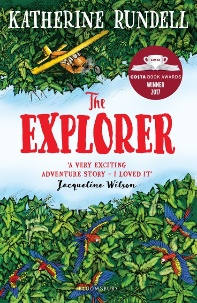 KATHERINE RUNDELL
COSTA BOOK AWARDS
WINNER
2017
The
EXPLORER
'A VERY EXCITING
ADVENTURE STORY – I LOVED IT'
Jacqueline Wilson
BLOOMSBURY